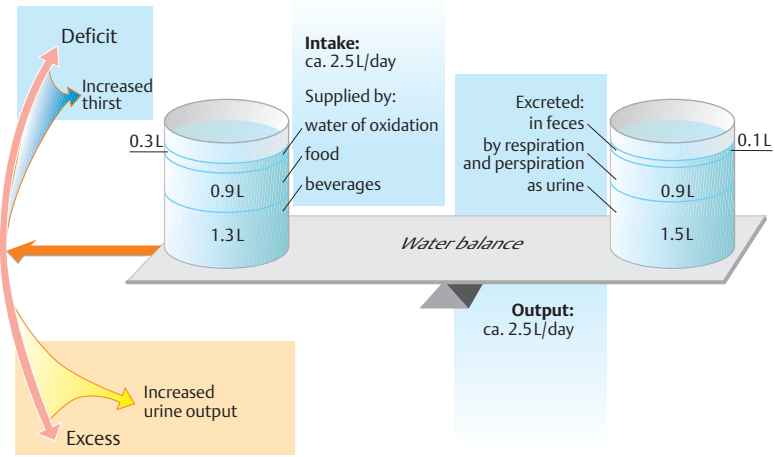 Deficit
Increased
thirst
Intake:
ca. 2.5 L/day
Supplied by:
water of oxidation
food
beverages
0.3 L
0.9 L
1.3 L
Excreted:
in feces
by respiration
and perspiration
as urine
0.1 L
0.9 L
1.5 L
Water balance
Output:
ca. 2.5 L/day
Increased
urine output
Excess